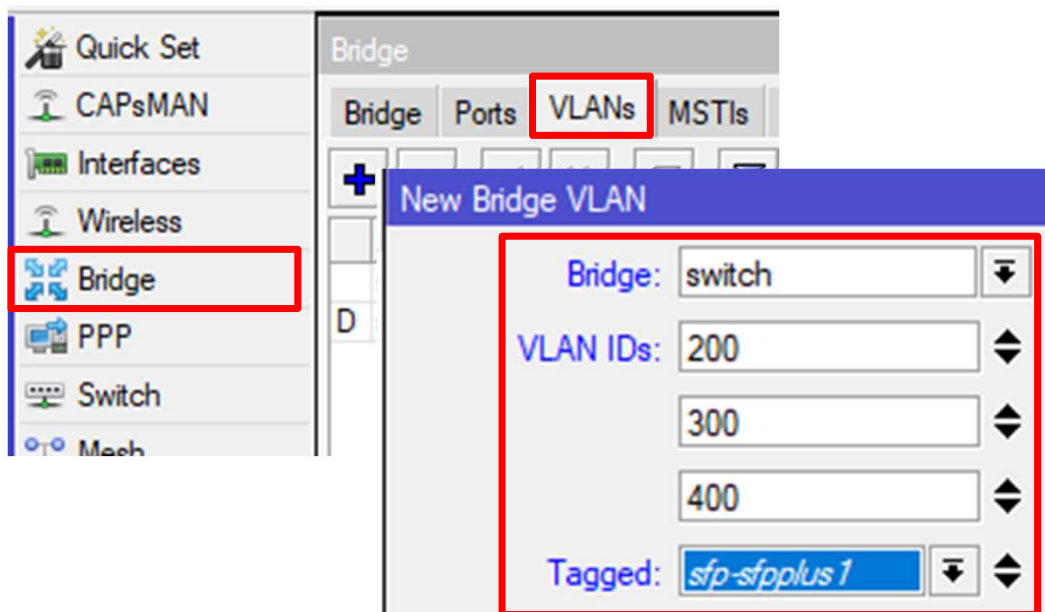 Quick Set
CAPsMAN
Interfaces
Wireless
Bridge
PPP
Switch
Mesh
Bridge
Bridge Ports VLANs MSTIs
D
New Bridge VLAN
Bridge: switch
VLAN IDs: 200
300
400
Tagged: sfp-sfpplus1